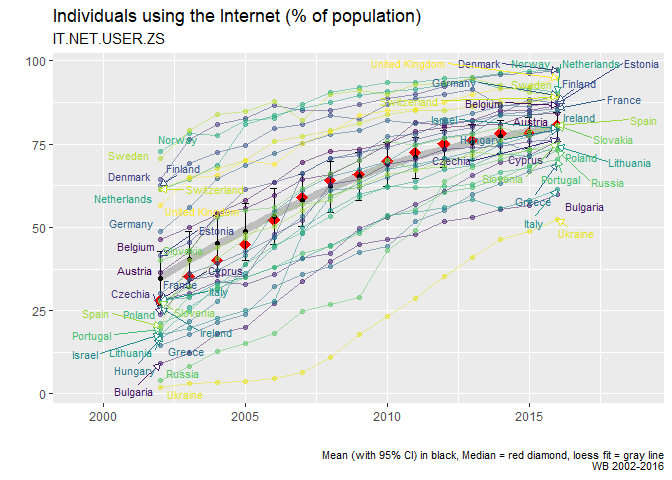 Individuals using the Internet (% of population)
IT.NET.USER.ZS
100
75
50
25
0
United Kingdom
Denmark
Norway
Netherlands
Estonia
Germany
Sweden
Finland
Switzerland
Belgium
France
Israel
Austria
Ireland
Spain
Norway
Hungary
Slovakia
Sweden
Finland
Czechia
Cyprus
Poland
Lithuania
Denmark
Switzerland
Slovenia
Portugal
Russia
Netherlands
United Kingdom
Greece
Bulgaria
Germany
Estonia
Italy
Ukraine
Belgium
Slovakia
Austria
Cyprus
France
Czechia
Italy
Spain
Poland
Slovenia
Portugal
Ireland
Israel
Lithuania
Greece
Hungary
Russia
Bulgaria
Ukraine
2000
2005
2010
2015
Mean (with 95% CI) in black, Median = red diamond, loess fit = gray line
WB 2002-2016